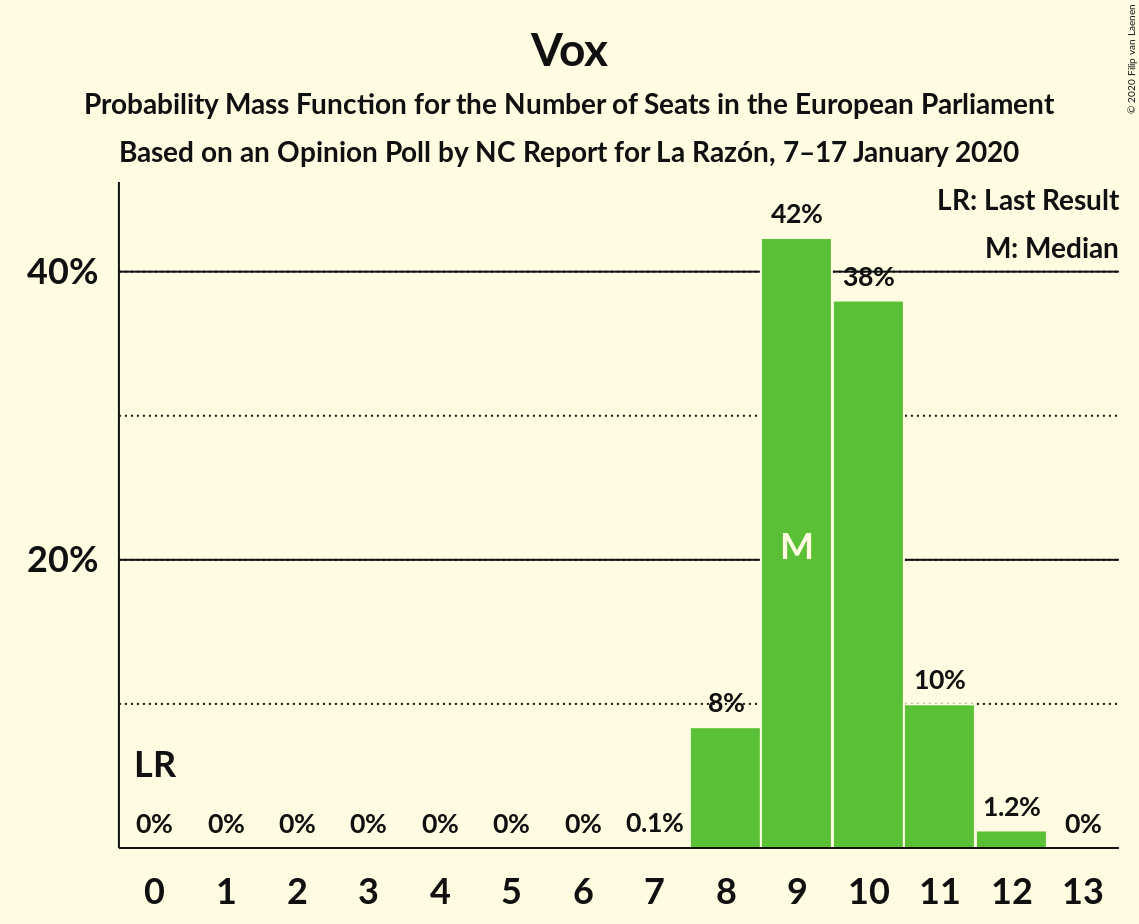 Vox
Probability Mass Function for the Number of Seats in the European Parliament
Based on an Opinion Poll by NC Report for La Razón, 7–17 January 2020
© 2020 Filip van Laenen
LR: Last Result
M: Median
40%
20%
42%
38%
M
10%
8%
LR
0%
0%
0%
0%
0%
0%
0%
0.1%
1.2%
0%
0 1 2 3 4 5 6 7 8 9 10 11 12 13